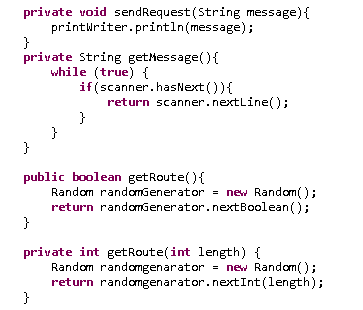 private void sendRequest(String message){
printWriter.println(message);
}
private String getMessage(){
while (true) {
if(scanner.hasNext()){
return scanner.nextLine();
}
}
}
public boolean getRoute(){
Random randomGenerator = new Random();
return randomGenarator.nextBoolean();
}
private int getRoute(int length) {
Random randomgenarator = new Random();
return randomgenarator.nextInt(length);
}